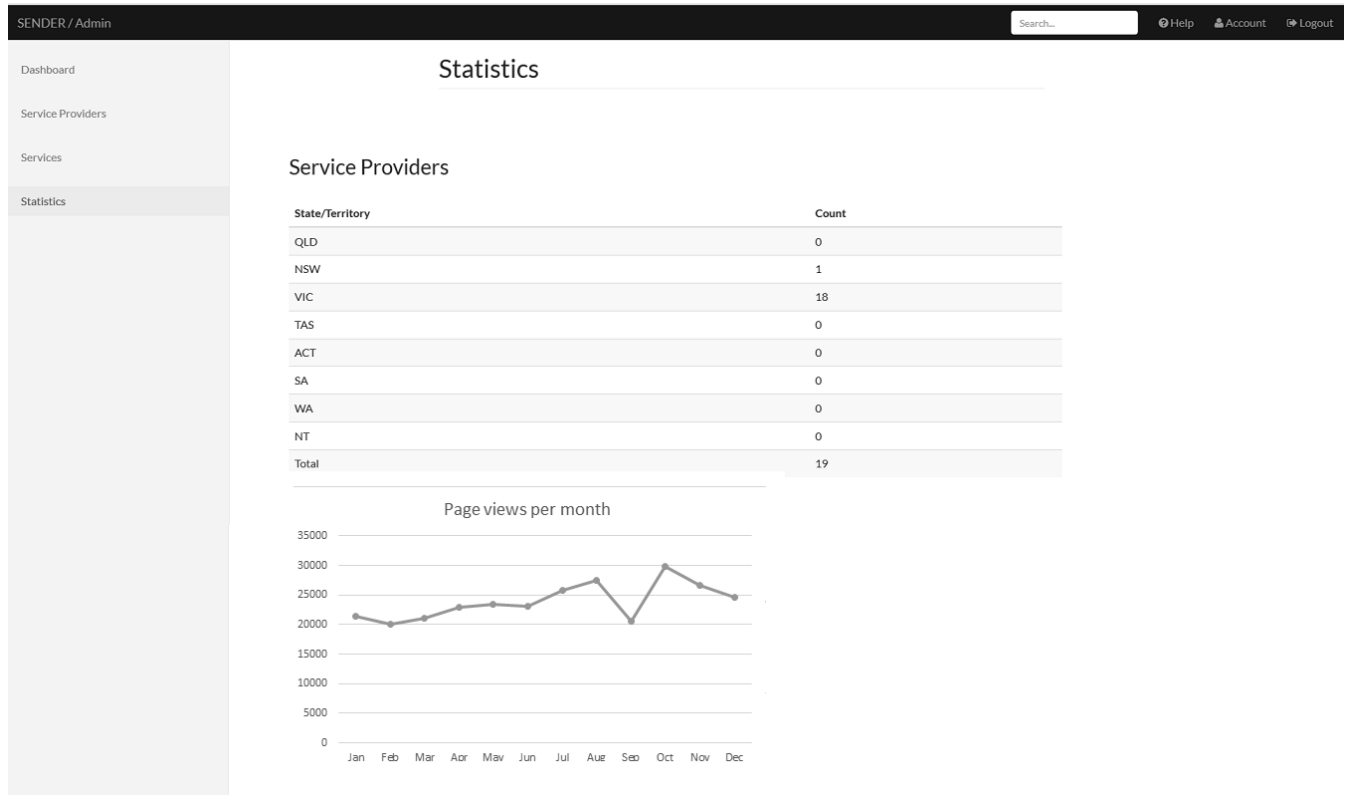 SENDER / Admin
Search...
Help
Account
Logout
Dashboard
Service Providers
Services
Statistics
Statistics
Service Providers
State/Territory Count
QLD 0
NSW 1
VIC 18
TAS 0
ACT 0
SA 0
WA 0
NT 0
Total 19
Page views per month
35000
30000
25000
20000
15000
10000
5000
0
Jan Feb Mar Apr May Jun Jul Aug Sep Oct Nov Dec